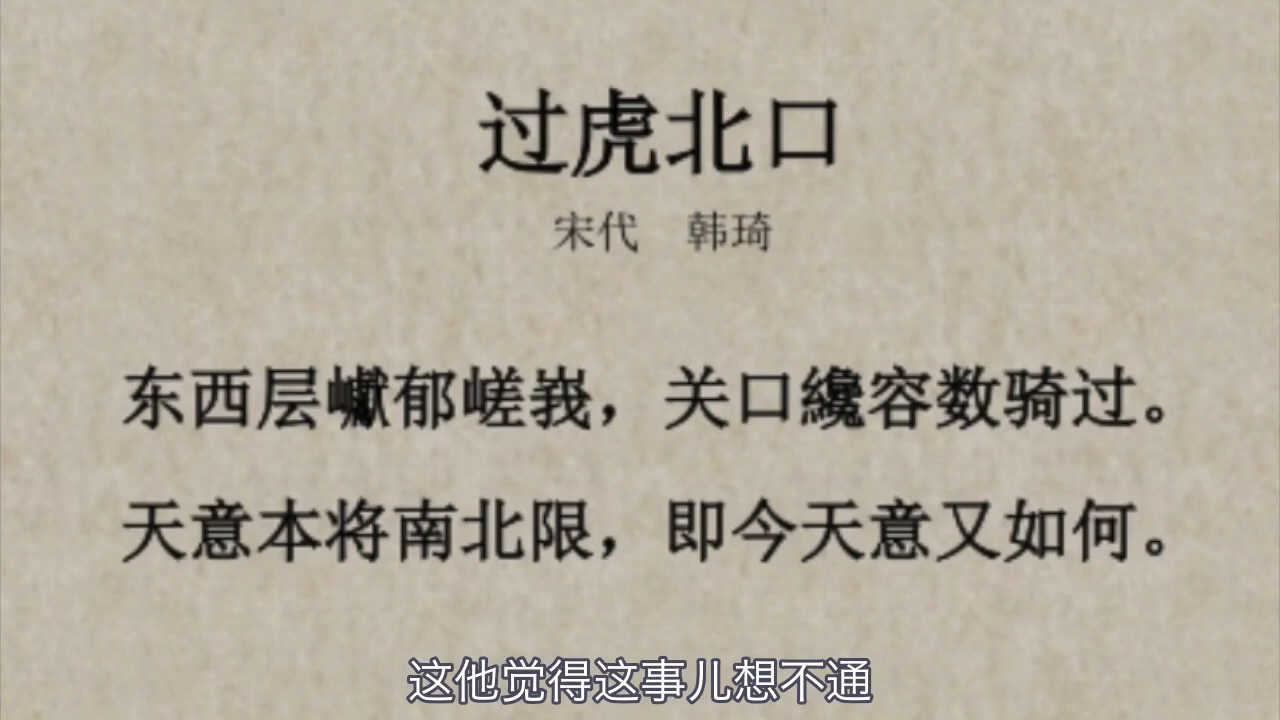 过虎北口
宋代 韩琦
东西层巘郁嵯峩，关口纔容数骑过。
天意本将南北限，即今天意又如何。
这他觉得这事儿想不通